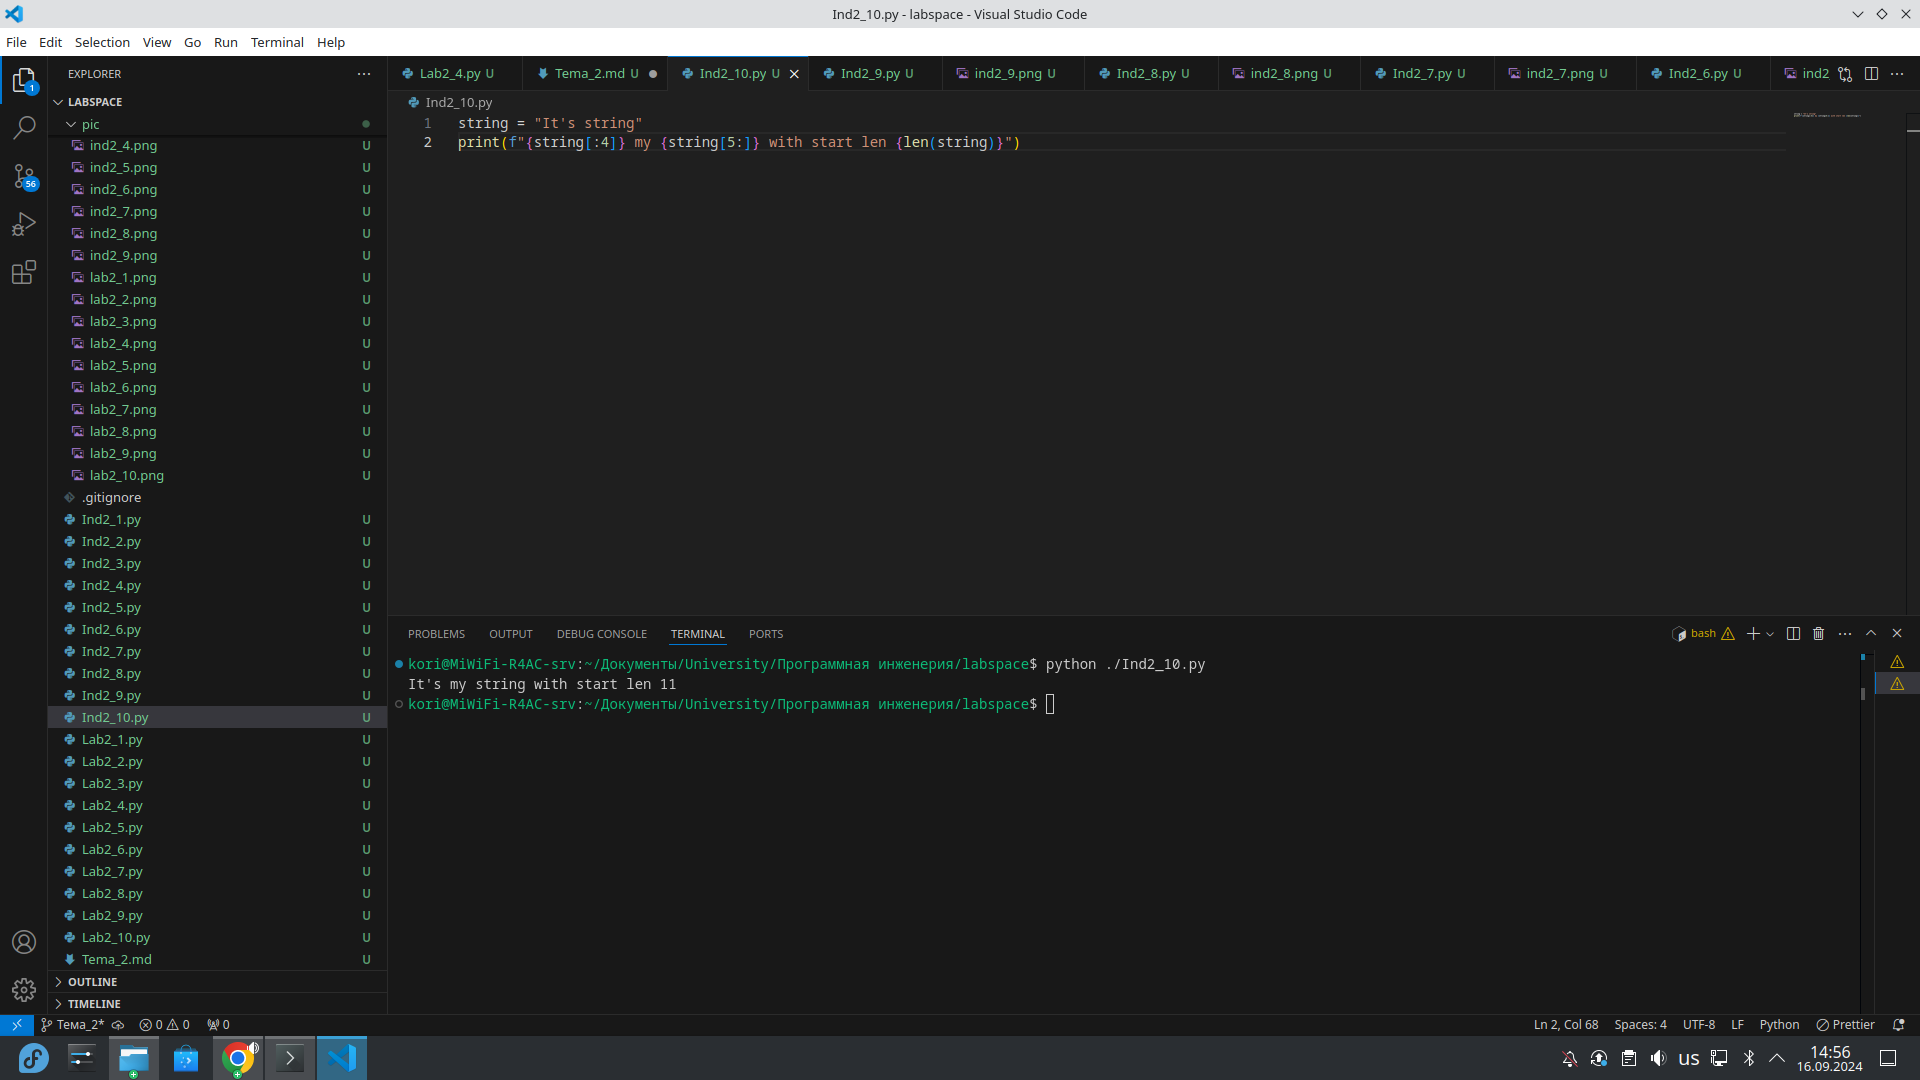 Ind2_10.py - labspace - Visual Studio Code
File Edit Selection View Go Run Terminal Help
EXPLORER
LABSPACE
pic
ind2_4.png U
ind2_5.png U
ind2_6.png U
ind2_7.png U
ind2_8.png U
ind2_9.png U
lab2_1.png U
lab2_2.png U
lab2_3.png U
lab2_4.png U
lab2_5.png U
lab2_6.png U
lab2_7.png U
lab2_8.png U
lab2_9.png U
lab2_10.png U
.gitignore
Ind2_1.py U
Ind2_2.py U
Ind2_3.py U
Ind2_4.py U
Ind2_5.py U
Ind2_6.py U
Ind2_7.py U
Ind2_8.py U
Ind2_9.py U
Ind2_10.py U
Lab2_1.py U
Lab2_2.py U
Lab2_3.py U
Lab2_4.py U
Lab2_5.py U
Lab2_6.py U
Lab2_7.py U
Lab2_8.py U
Lab2_9.py U
Lab2_10.py U
Tema_2.md U
OUTLINE
TIMELINE
1
56
Lab2_4.py U Tema_2.md U Ind2_10.py U Ind2_9.py U ind2_9.png U Ind2_8.py U ind2_8.png U Ind2_7.py U ind2_7.png U Ind2_6.py U ind2
Ind2_10.py
1 string = "It's string"
2 print(f"{string[:4]} my {string[5:]} with start len {len(string)}")
PROBLEMS OUTPUT DEBUG CONSOLE TERMINAL PORTS
bash
kori@MiWiFi-R4AC-srv:~/Документы/University/Программная инженерия/labspace$ python ./Ind2_10.py
It's my string with start len 11
kori@MiWiFi-R4AC-srv:~/Документы/University/Программная инженерия/labspace$
Тема_2* 0 0 0
Ln 2, Col 68 Spaces: 4 UTF-8 LF Python Prettier
us
14:56
16.09.2024